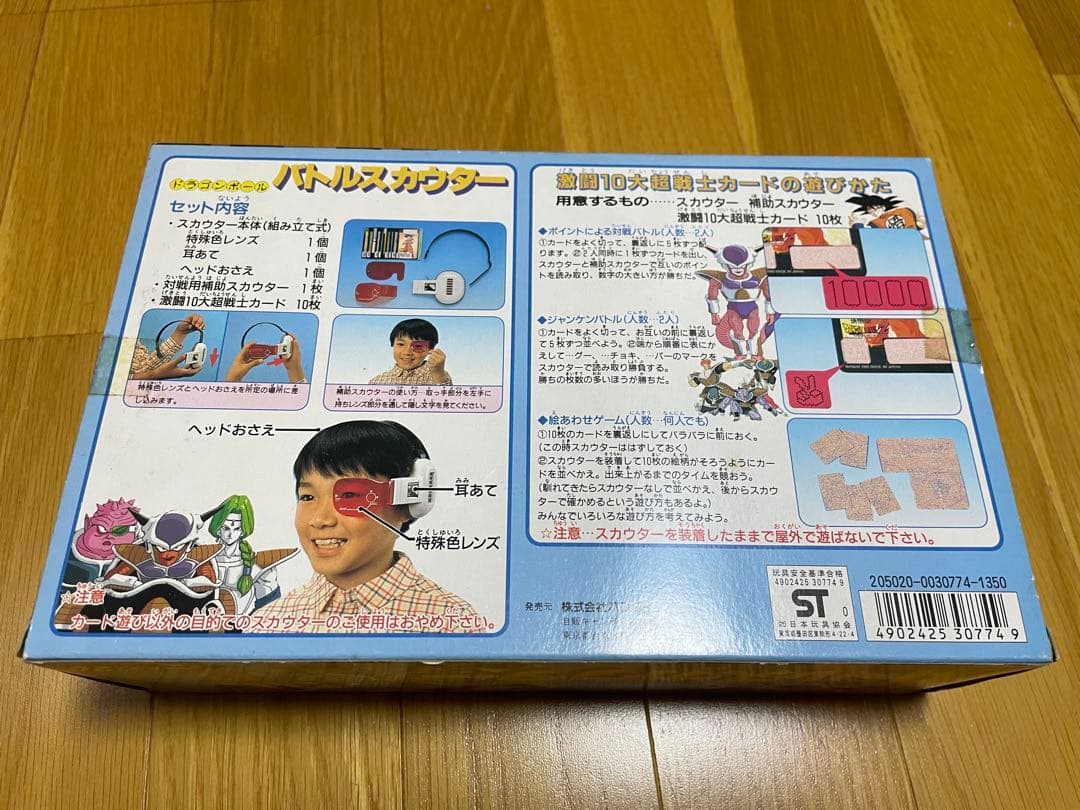 ドラゴンボール バトルスカウター
セット内容
・スカウター本体(組み立て式)
特殊色レンズ 1個
耳あて 1個
ヘッドおさえ 1個
・対戦用補助スカウター 1枚
・激闘10大超戦士カード 10枚
特殊色レンズとヘッドおさえを所定の場所に差
し込みます。
補助スカウターの使い方…取っ手部分を左手に
持ちレンズ部分を通して隠し文字を見てください。
ヘッドおさえ
耳あて
特殊色レンズ
☆注意
カード遊び以外の目的でのスカウターのご使用はおやめ下さい。
激闘10大超戦士カードの遊びかた
用意するもの……スカウター 補助スカウター
激闘10大超戦士カード 10枚
◆ポイントによる対戦バトル(人数…2人)
①カードをよく切って、裏返しに5枚ずつ配
ります。②2人同時に1枚ずつカードを出し、
スカウターと補助スカウターで互いのポイン
トを読み取り、数字の大きい方が勝ちだ。
10000
◆ジャンケンバトル(人数…2人)
①カードをよく切って、お互いの前に裏返し
て5枚ずつ並べよう。②端から順番に表にか
えして…グー、…チョキ、…パーのマークを
スカウターで読み取り勝負する。
勝ちの枚数の多いほうが勝ちだ。
◆絵あわせゲーム(人数…何人でも)
①10枚のカードを裏返しにしてバラバラに前におく。
(この時スカウターははずしておく)
②スカウターを装着して10枚の絵柄がそろうようにカー
ドを並べかえ。出来上がるまでのタイムを競おう。
(馴れてきたらスカウターなしで並べかえ、後からスカウ
ターで確かめるという遊び方もあるよ。)
みんなでいろいろな遊び方を考えてみよう。
☆注意…スカウターを装着したままで屋外で遊ばないで下さい。
発売元 株式会社バ
自販キャン
東京都台
玩具安全基準合格
4902425 30774 9
ST
0
日本玩具協会
東京都墨田区東駒形4-22-4
205020-0030774-1350
4 902425 307749